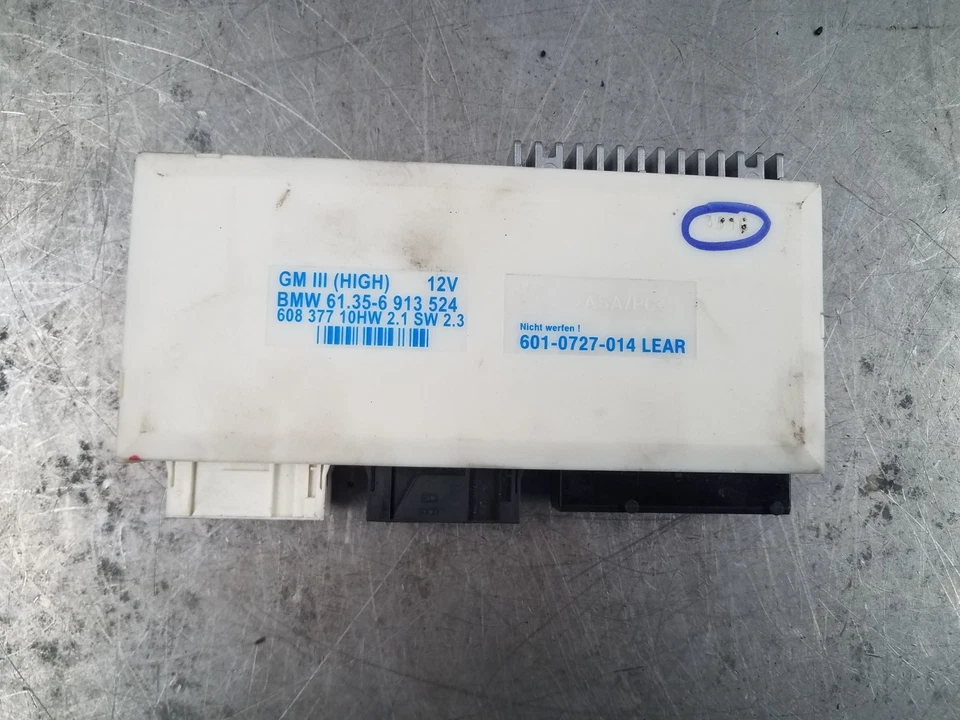 GM III (HIGH) 12V
BMW 61.35-6 913 524
608 377 10HW 2.1 SW 2.3
Nicht werfen !
601-0727-014 LEAR